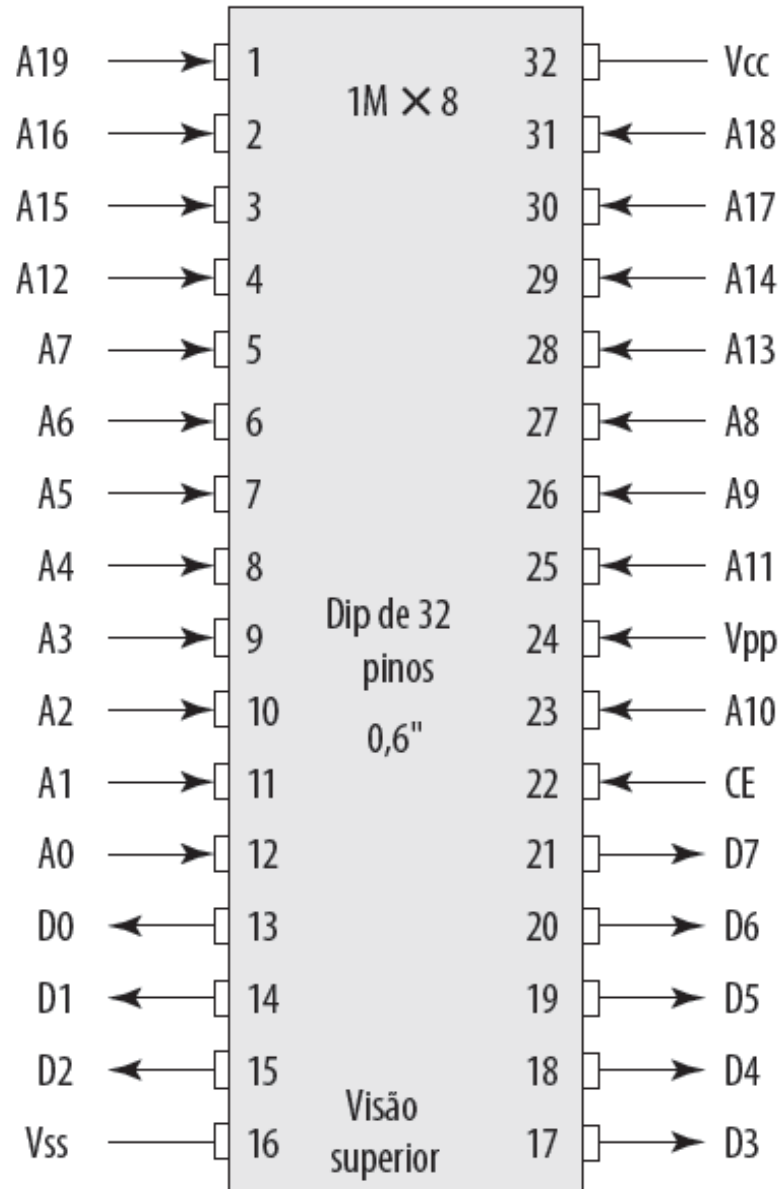 A19 1 32 Vcc
1M × 8
A16 2 31 A18
A15 3 30 A17
A12 4 29 A14
A7 5 28 A13
A6 6 27 A8
A5 7 26 A9
A4 8 25 A11
Dip de 32
A3 9 24 Vpp
pinos
A2 10 23 A10
0,6"
A1 11 22 CE
A0 12 21 D7
D0 13 20 D6
D1 14 19 D5
D2 15 18 D4
Visão
Vss 16 17 D3
superior